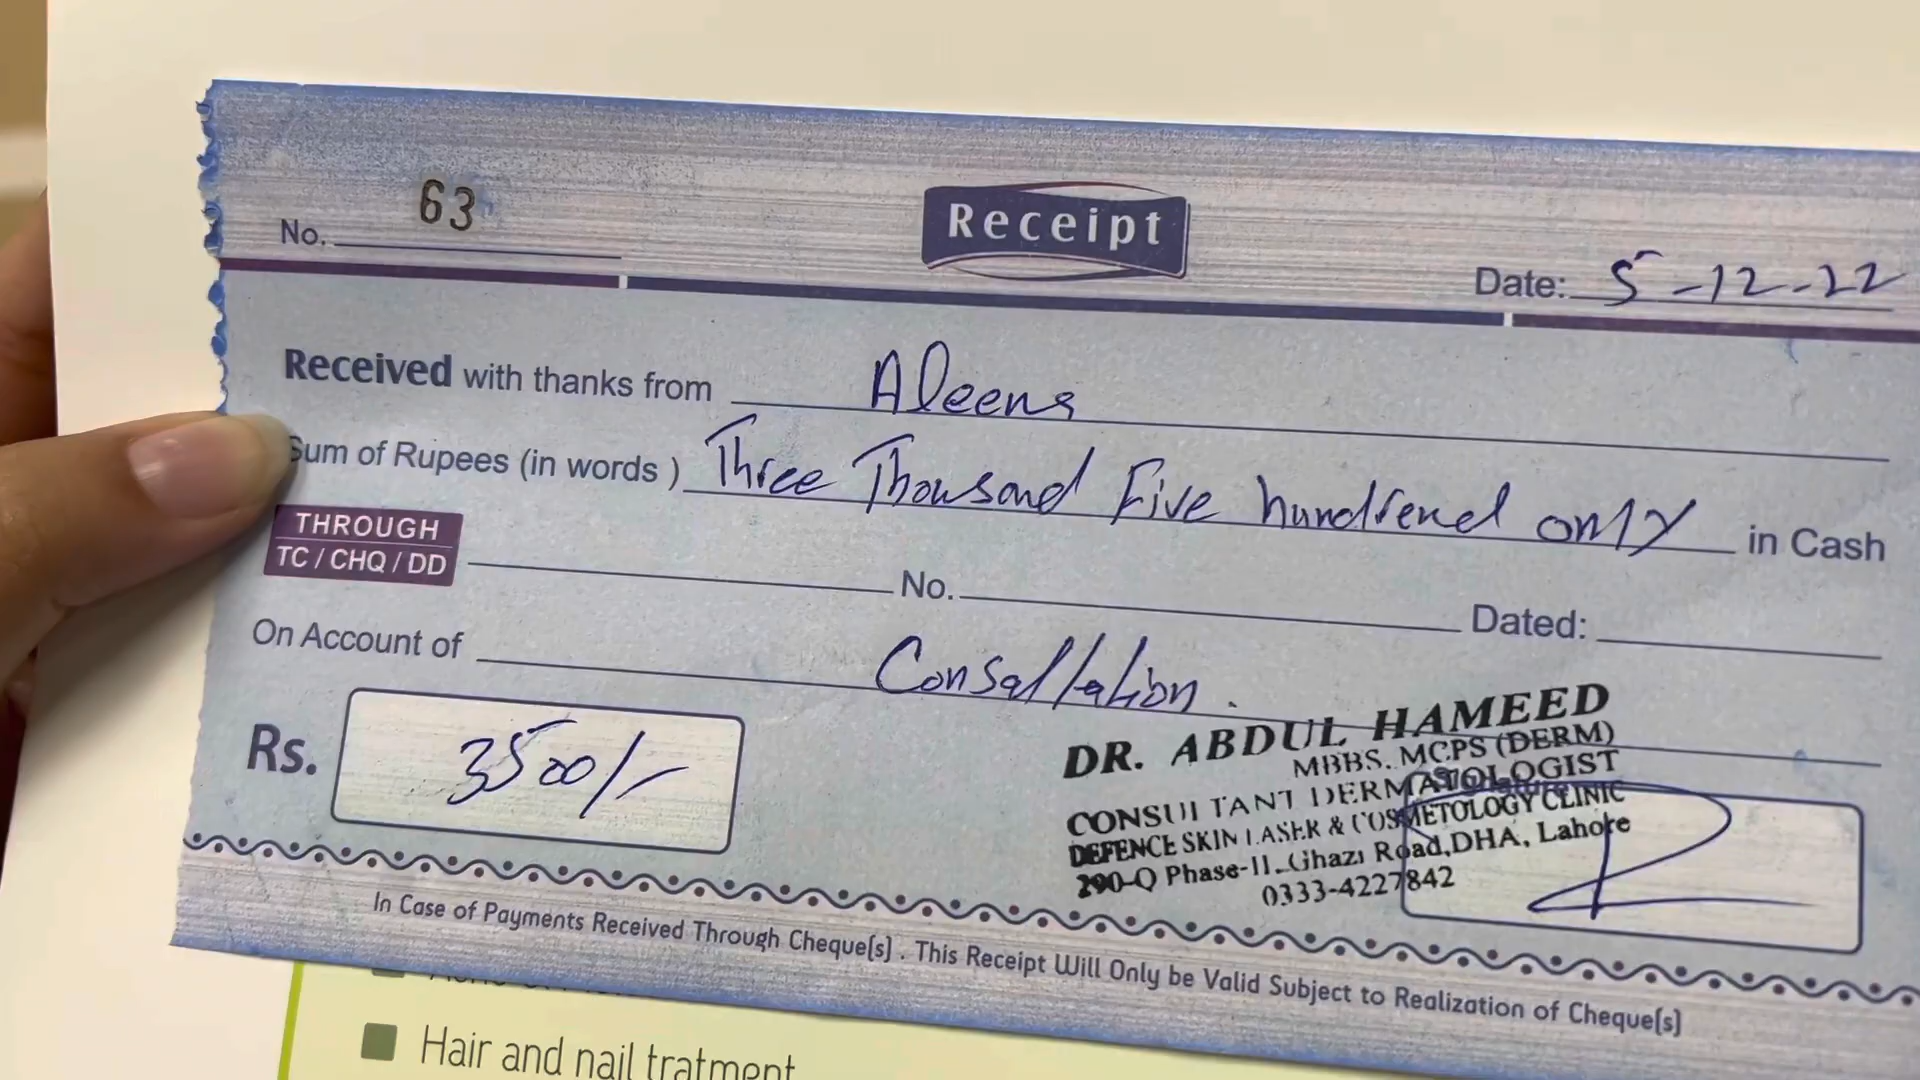 No. 63
Receipt
Date: 5-12-22
Received with thanks from Aleena
Sum of Rupees (in words) Three Thousand Five hundrened only in Cash
THROUGH
TC / CHQ / DD
No.
Dated:
On Account of Consaltation.
Rs. 3500/-
DR. ABDUL HAMEED
MBBS. MCPS (DERM)
CONSULTANT DERMATOLOGIST
DEFENCE SKIN LASER & COSMETOLOGY CLINIC
290-Q Phase-II, Ghazi Road, DHA, Lahore
0333-4227842
In Case of Payments Received Through Cheque(s) . This Receipt Will Only be Valid Subject to Realization of Cheque(s)
Hair and nail tratment